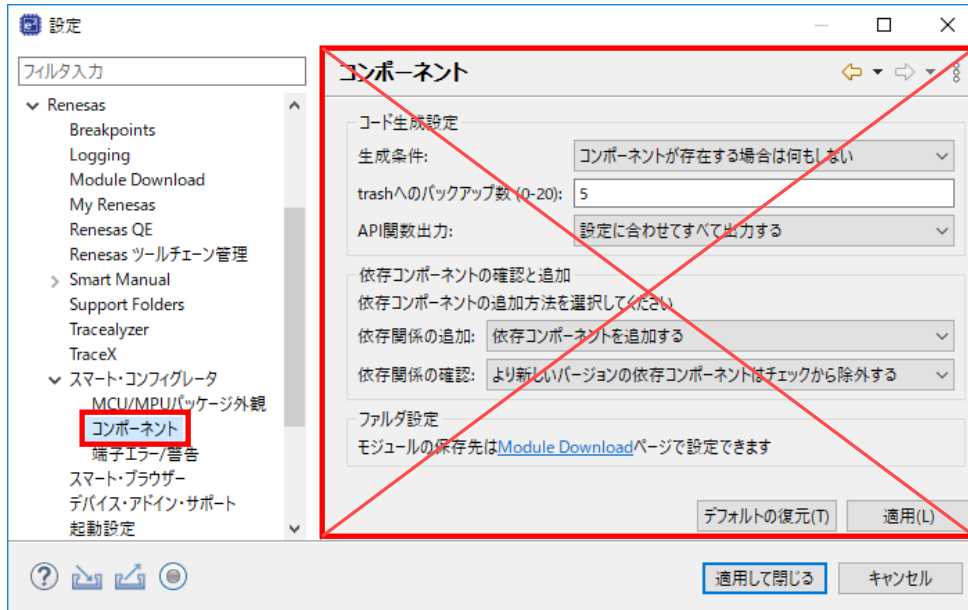 設定
フィルタ入力
Renesas
Breakpoints
Logging
Module Download
My Renesas
Renesas QE
Renesas ツールチェーン管理
Smart Manual
Support Folders
Tracealyzer
TraceX
スマート・コンフィグレータ
MCU/MPUパッケージ外観
コンポーネント
端子エラー/警告
スマート・ブラウザー
デバイス・アドイン・サポート
起動設定
コンポーネント
コード生成設定
生成条件: コンポーネントが存在する場合は何もしない
trashへのバックアップ数 (0-20): 5
API関数出力: 設定に合わせてすべて出力する
依存コンポーネントの確認と追加
依存コンポーネントの追加方法を選択してください
依存関係の追加: 依存コンポーネントを追加する
依存関係の確認: より新しいバージョンの依存コンポーネントはチェックから除外する
フォルダ設定
モジュールの保存先はModule Downloadページで設定できます
デフォルトの復元(T) 適用(L)
適用して閉じる キャンセル